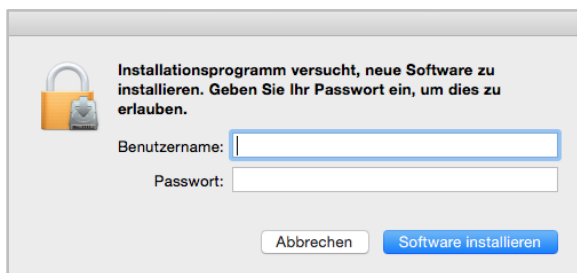 Installationsprogramm versucht, neue Software zu
installieren. Geben Sie Ihr Passwort ein, um dies zu
erlauben.
Benutzername:
Passwort:
Abbrechen
Software installieren